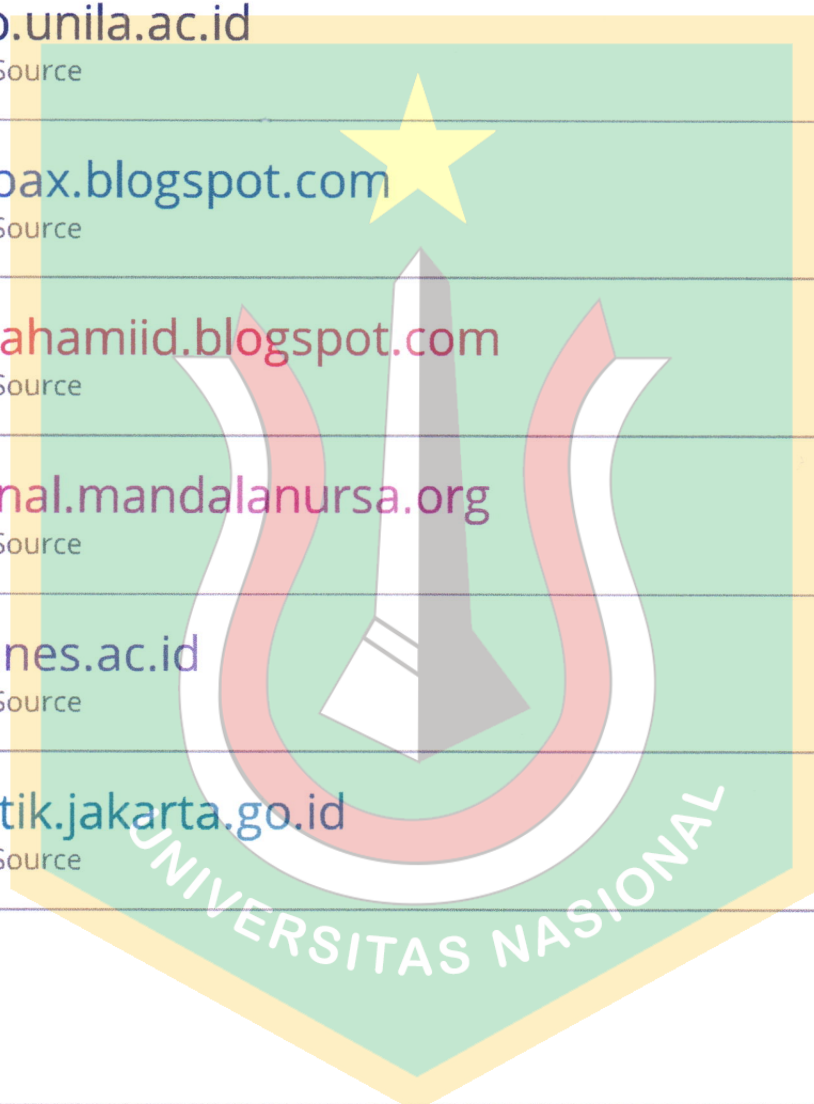 o.unila.ac.id
Source
pax.blogspot.com
Source
ahamiid.blogspot.com
Source
nal.mandalanursa.org
Source
nes.ac.id
Source
tik.jakarta.go.id
Source
UNIVERSITAS NASIONAL